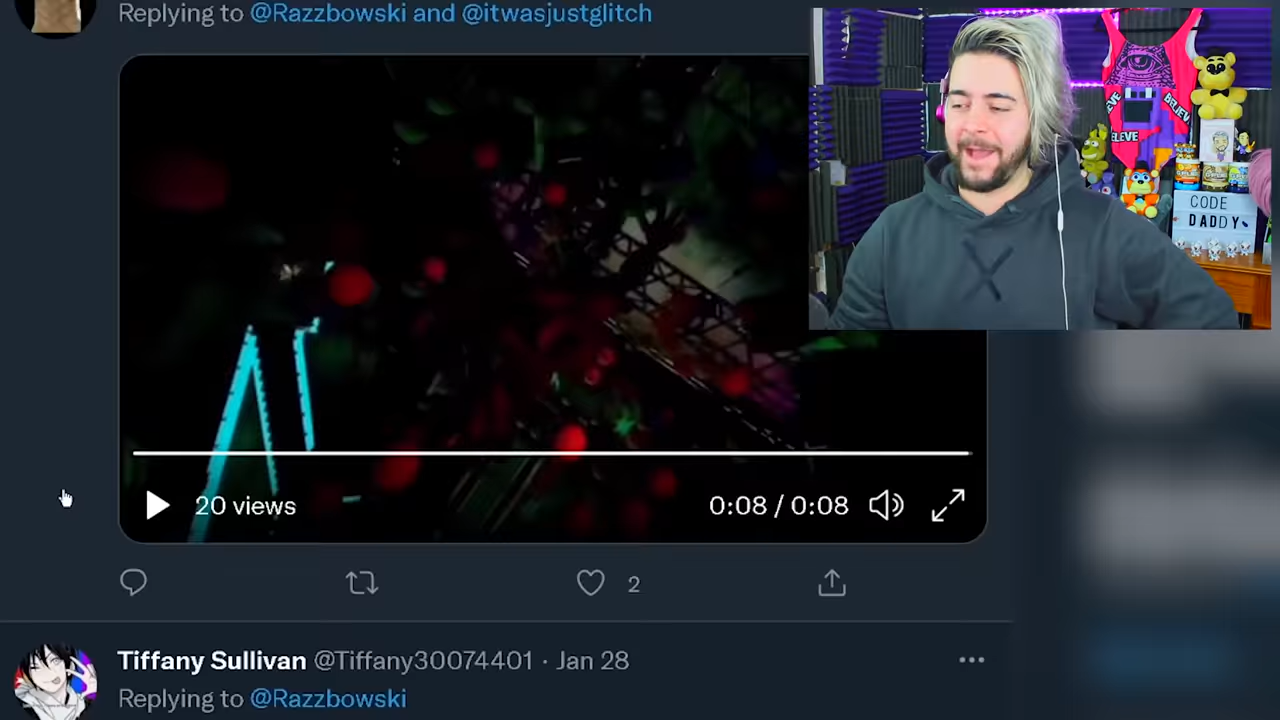 Replying to @Razzbowski and @itwasjustglitch
BELIEVE
CODE
DADDY
20 views
0:08 / 0:08
2
Tiffany Sullivan @Tiffany30074401 · Jan 28
Replying to @Razzbowski